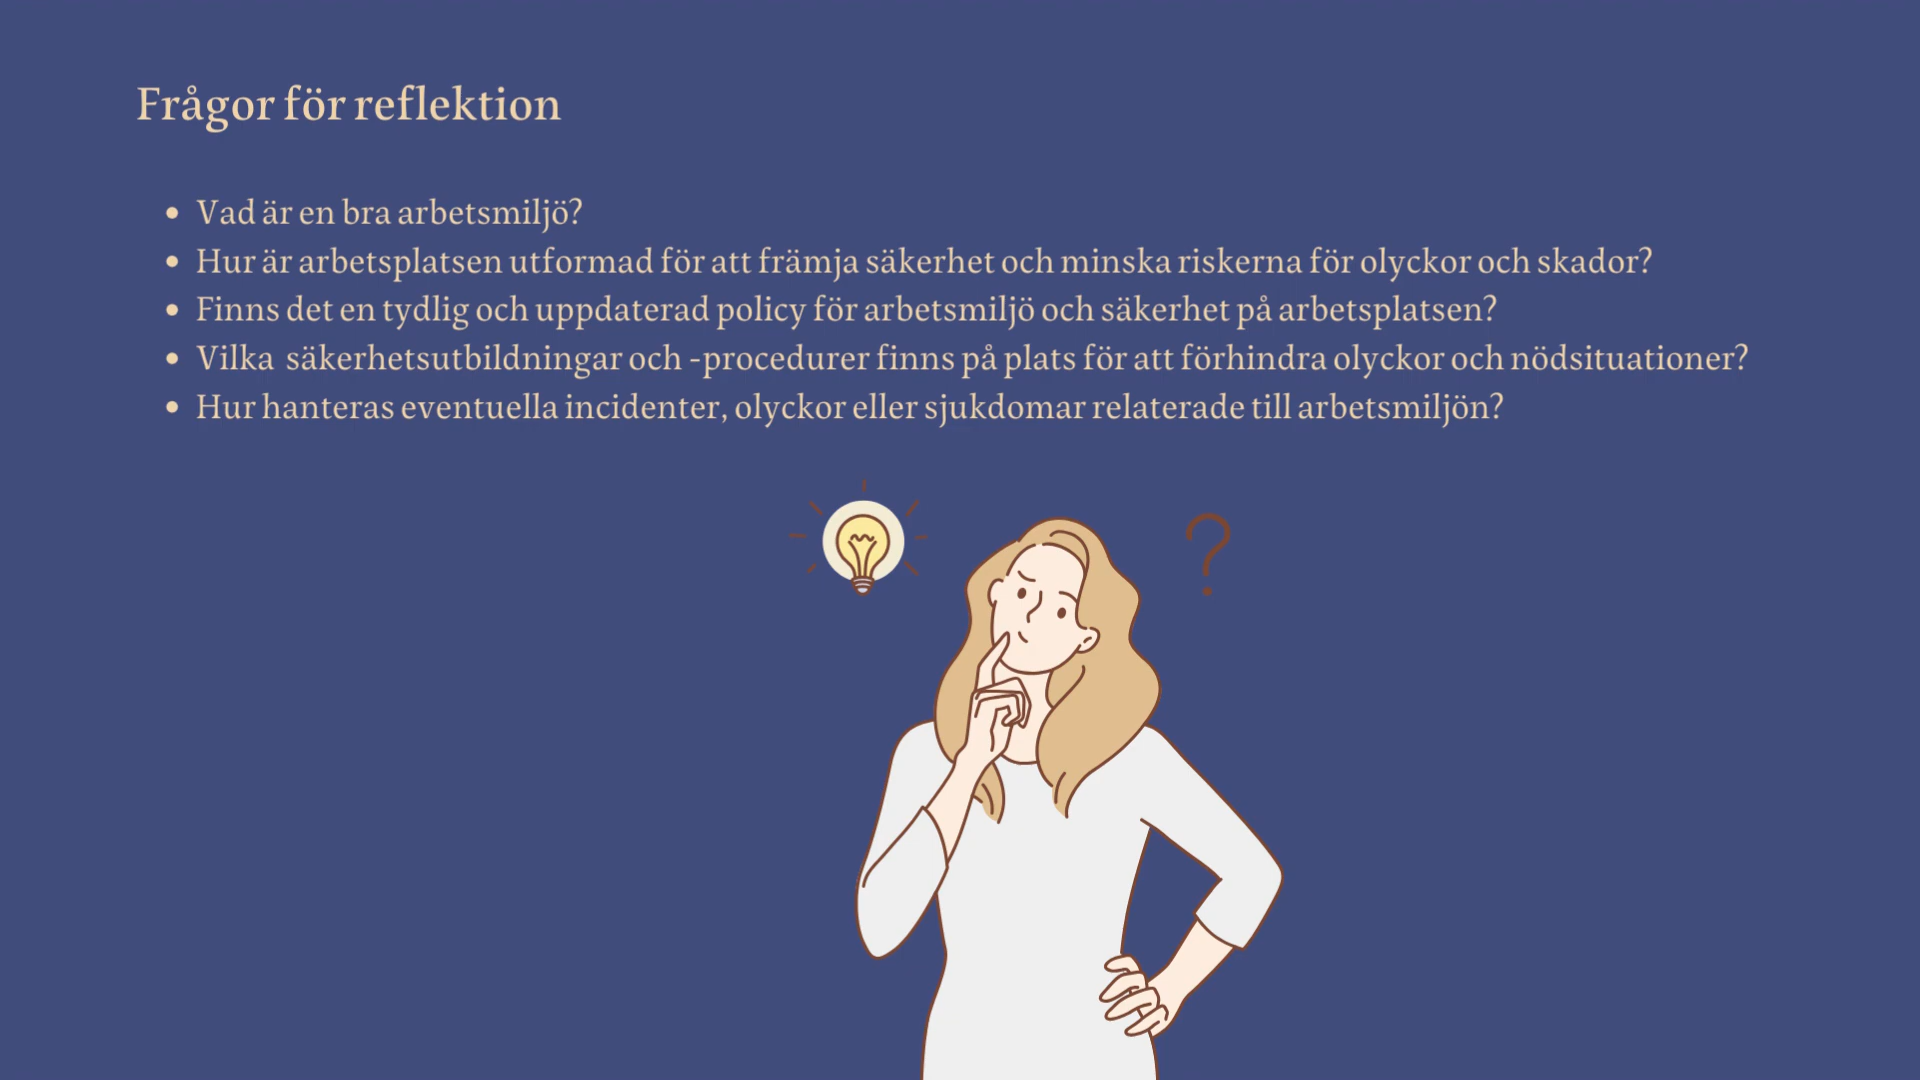 Frågor för reflektion
• Vad är en bra arbetsmiljö?
• Hur är arbetsplatsen utformad för att främja säkerhet och minska riskerna för olyckor och skador?
• Finns det en tydlig och uppdaterad policy för arbetsmiljö och säkerhet på arbetsplatsen?
• Vilka säkerhetsutbildningar och -procedurer finns på plats för att förhindra olyckor och nödsituationer?
• Hur hanteras eventuella incidenter, olyckor eller sjukdomar relaterade till arbetsmiljön?
?